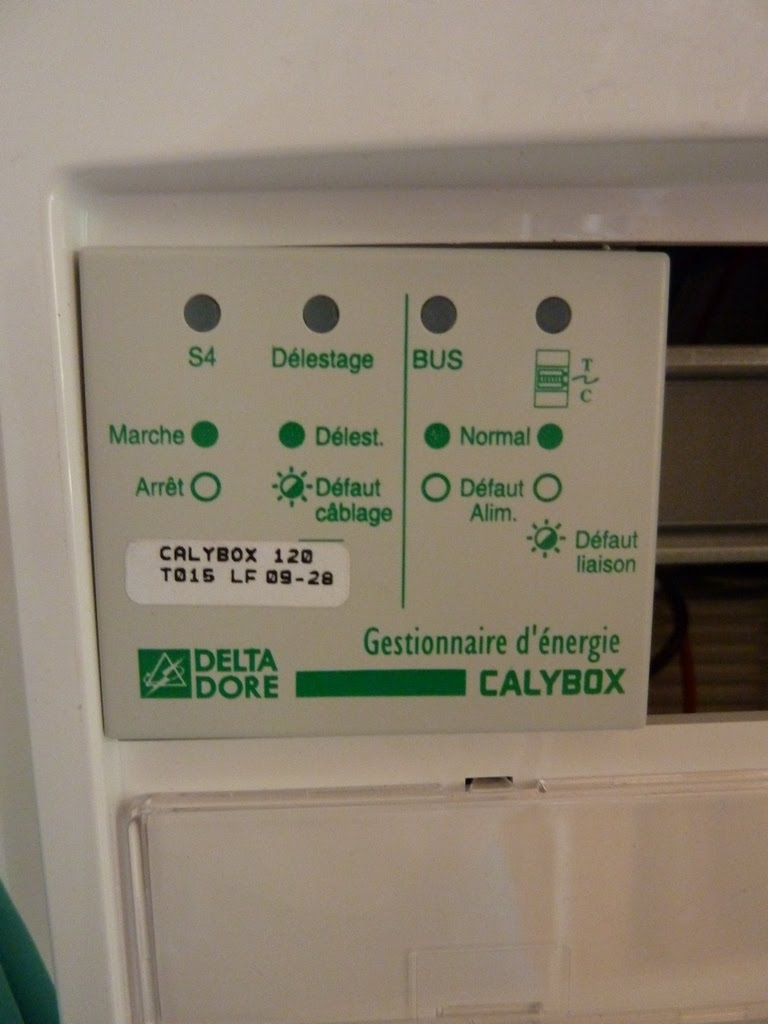 S4 Délestage BUS
T
C
Marche Délest. Normal
Arrêt Défaut câblage Défaut Alim.
Défaut liaison
CALYBOX 120
T015 LF 09-28
Gestionnaire d'énergie
DELTA DORE CALYBOX